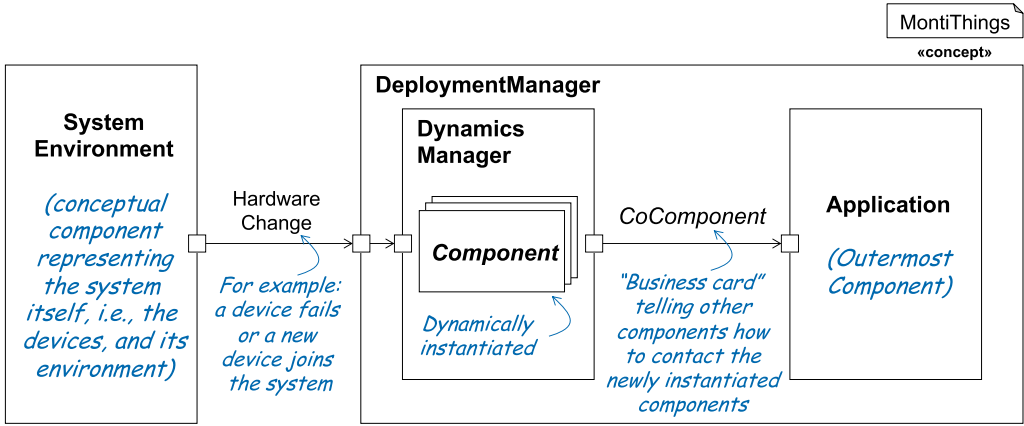 MontiThings
«concept»
System
Environment
(conceptual
component
representing
the system
itself, i.e., the
devices, and its
environment)
Hardware
Change
For example:
a device fails
or a new
device joins
the system
DeploymentManager
Dynamics
Manager
Component
Dynamically
instantiated
CoComponent
“Business card”
telling other
components how
to contact the
newly instantiated
components
Application
(Outermost
Component)